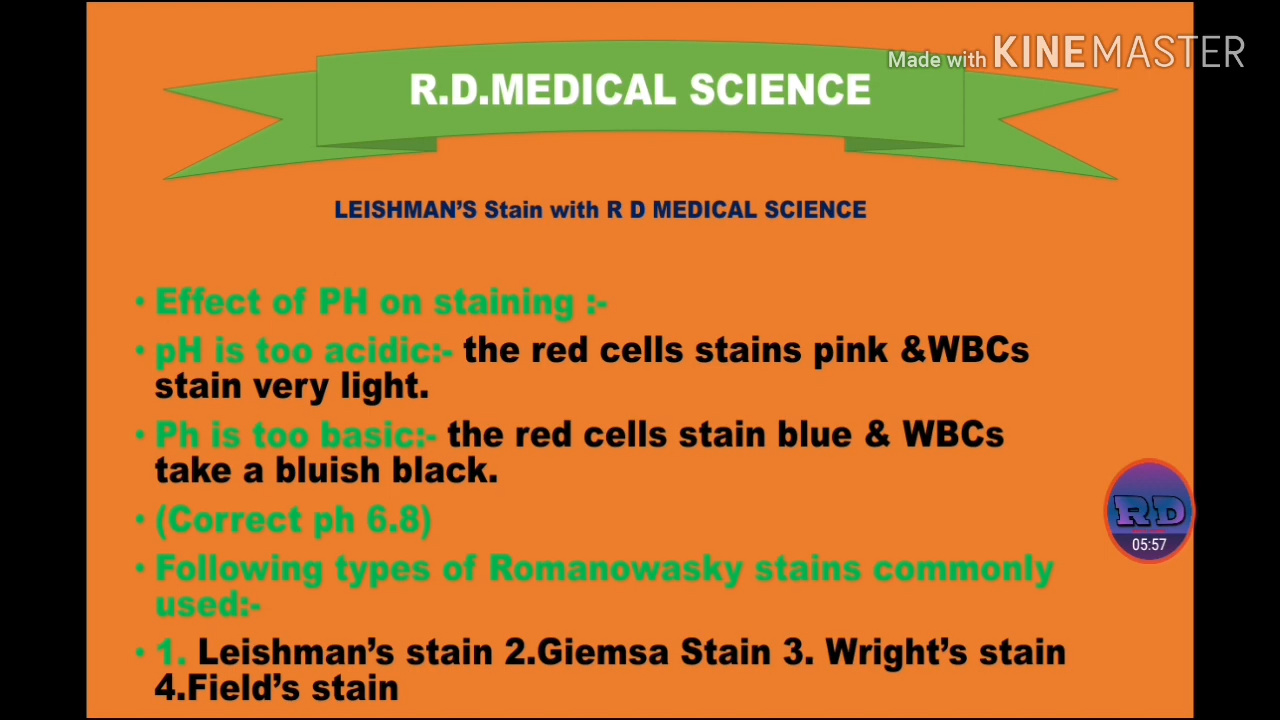 Made with KINEMASTER
R.D.MEDICAL SCIENCE
LEISHMAN’S Stain with R D MEDICAL SCIENCE
• Effect of PH on staining :-
• pH is too acidic:- the red cells stains pink &WBCs
stain very light.
• Ph is too basic:- the red cells stain blue & WBCs
take a bluish black.
• (Correct ph 6.8)
• Following types of Romanowasky stains commonly
used:-
• 1. Leishman’s stain 2.Giemsa Stain 3. Wright’s stain
4.Field’s stain
RD
05:57